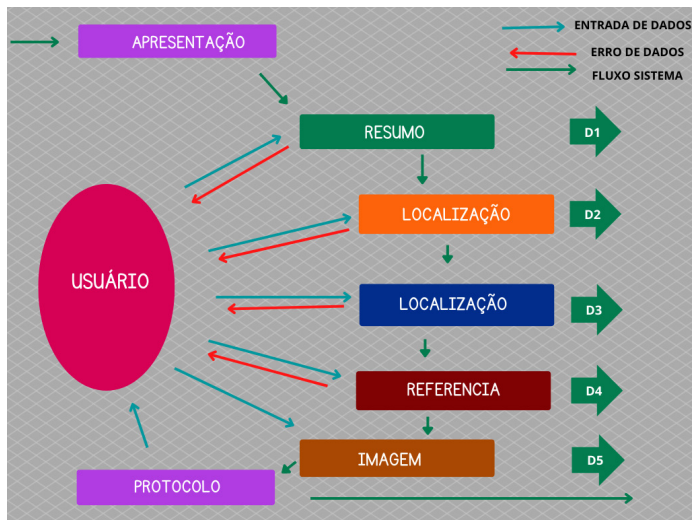 ENTRADA DE DADOS
APRESENTAÇÃO
ERRO DE DADOS
FLUXO SISTEMA
RESUMO
D1
LOCALIZAÇÃO
D2
USUÁRIO
LOCALIZAÇÃO
D3
REFERENCIA
D4
IMAGEM
D5
PROTOCOLO